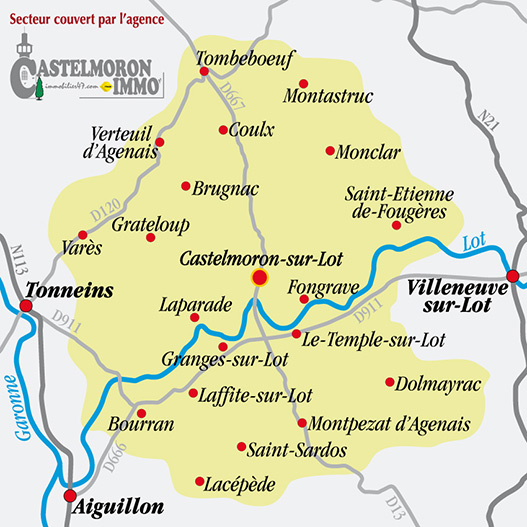 Secteur couvert par l'agence
CASTELMORON
IMMO
immobilier47.com
Tombeboeuf
D667
Montastruc
N21
Coulx
Verteuil
d'Agenais
Monclar
Brugnac
Saint-Etienne
de-Fougères
D120
Grateloup
Varès
N113
Castelmoron-sur-Lot
Lot
Tonneins
Fongrave
Villeneuve
sur-Lot
Laparade
D911
D911
Le-Temple-sur-Lot
Granges-sur-Lot
Garonne
Laffite-sur-Lot
Dolmayrac
Bourran
Montpezat d'Agenais
D666
Saint-Sardos
Lacépède
Aiguillon
D13